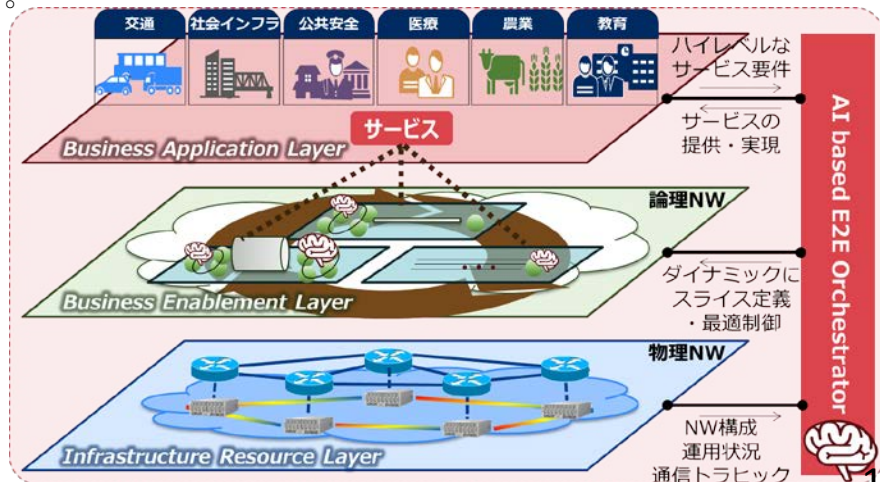 。
交通
社会インフラ
公共安全
医療
農業
教育
ハイレベルな
サービス要件
サービスの
提供・実現
サービス
Business Application Layer
論理NW
ダイナミックに
スライス定義
・最適制御
Business Enablement Layer
物理NW
NW構成
運用状況
通信トラヒック
Infrastructure Resource Layer
AI based E2E Orchestrator